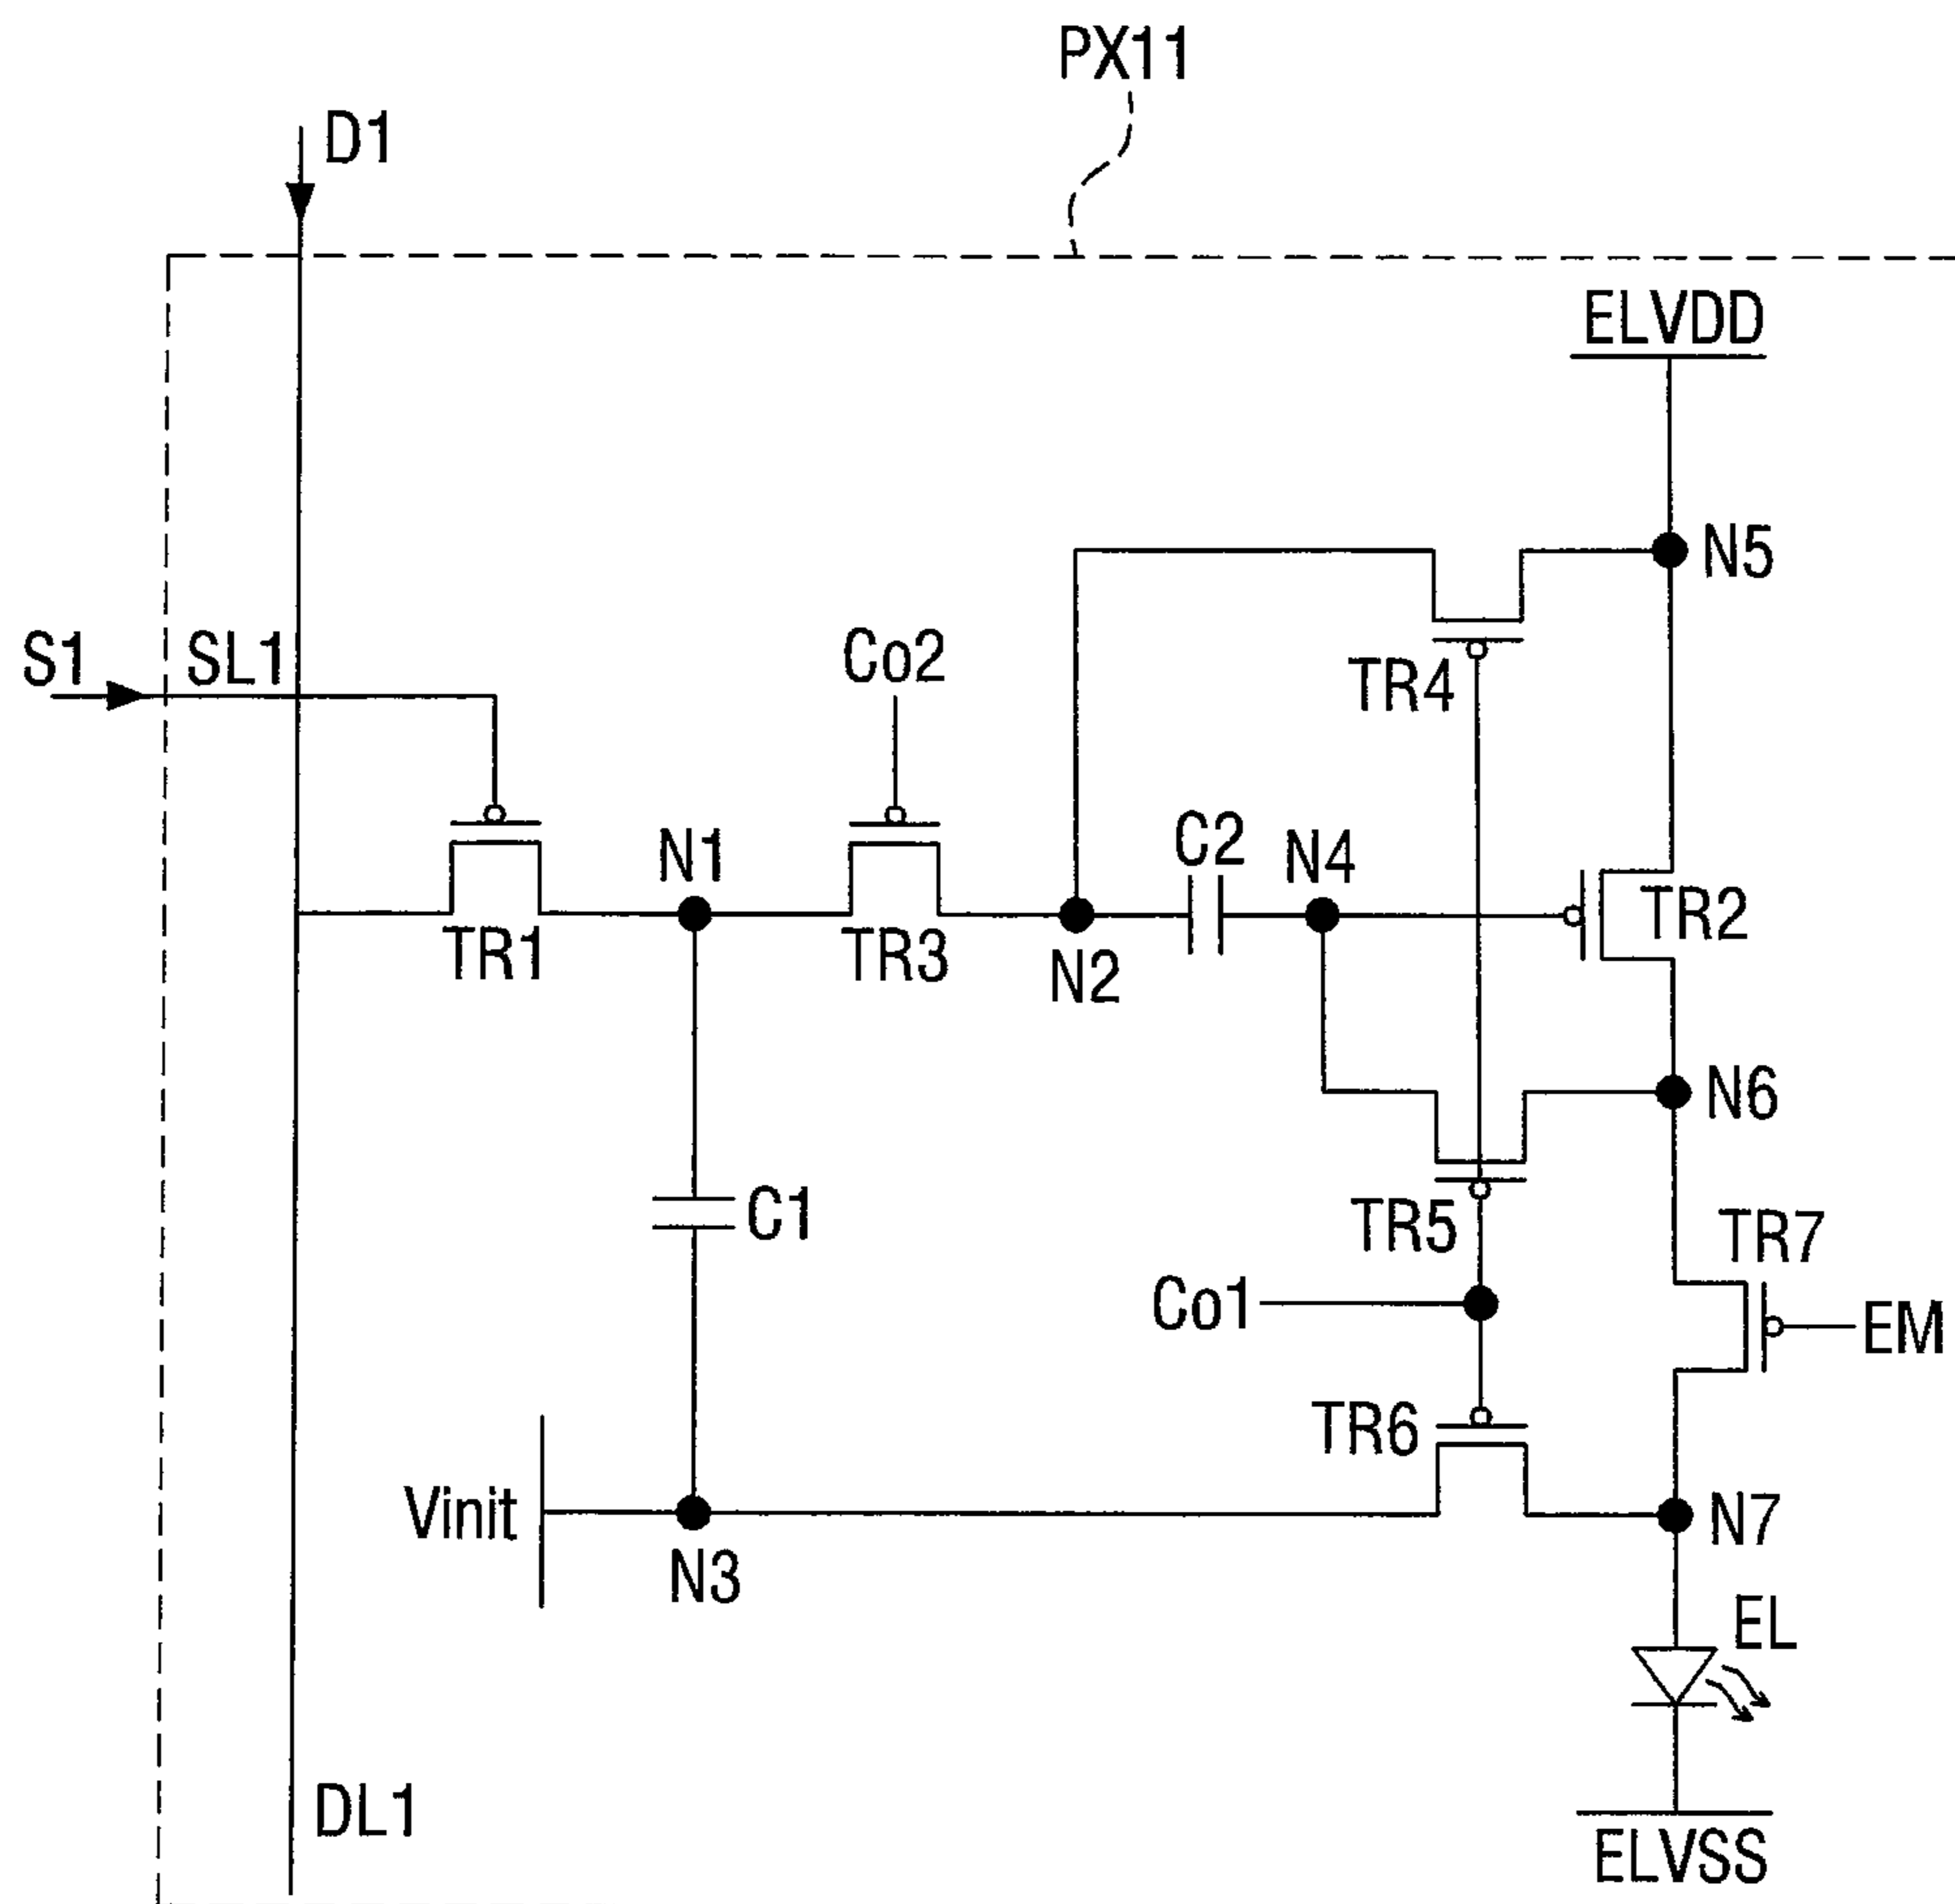 PX11
D1
ELVDD
N5
S1
SL1
Co2
TR4
N1
C2
N4
TR2
TR1
TR3
N2
N6
C1
TR5
TR7
Co1
EM
TR6
Vinit
N3
N7
EL
DL1
ELVSS